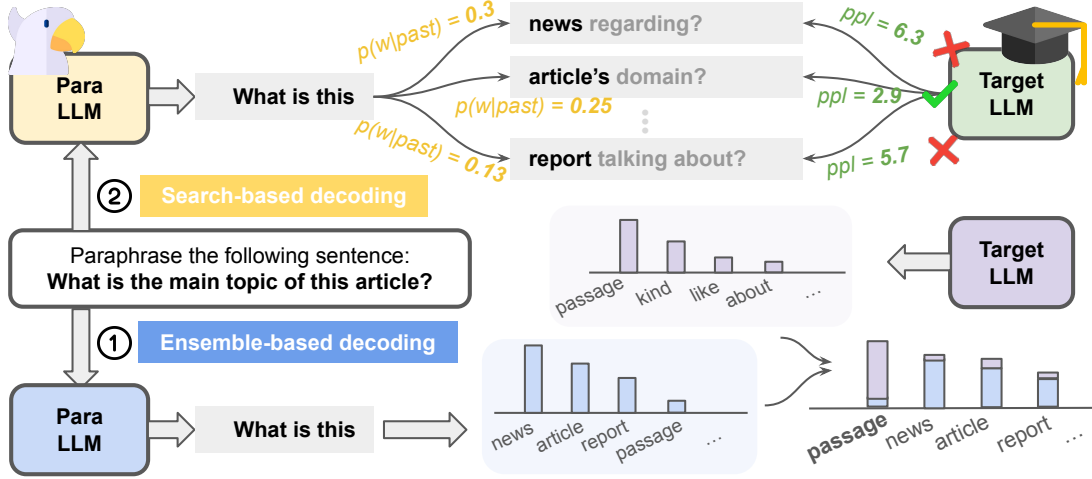 Para
LLM
What is this
p(w|past) = 0.3
p(w|past) = 0.25
p(w|past) = 0.13
news regarding?
article's domain?
report talking about?
ppl = 6.3
ppl = 2.9
ppl = 5.7
Target
LLM
2 Search-based decoding
Paraphrase the following sentence:
What is the main topic of this article?
1 Ensemble-based decoding
passage
kind
like
about
...
Target
LLM
Para
LLM
What is this
news
article
report
passage
...
passage
news
article
report
...